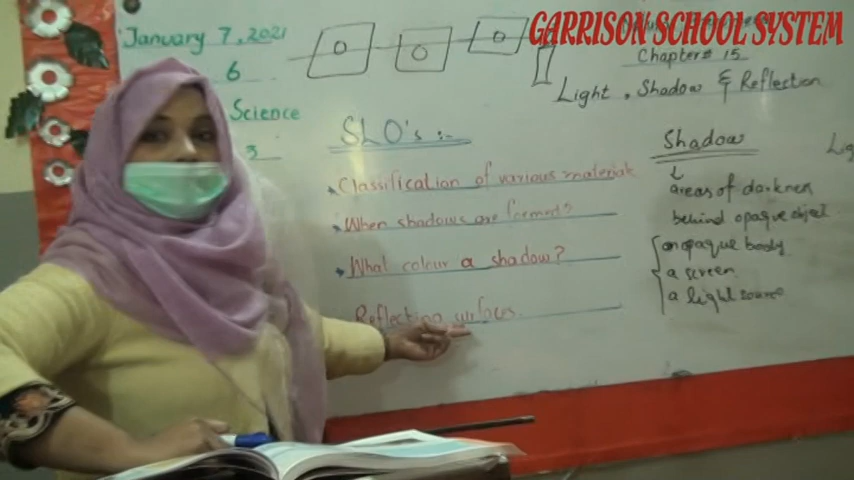 GARRISON SCHOOL SYSTEM
January 7, 2021
6
Science
3
Chapter# 15
Light, Shadow & Reflection
SLO's :-
Classification of various materials
When shadows are formed?
What colour a shadow?
Reflecting surfaces.
Shadow
areas of darknen
behind opaque object
an opaque body
a screen
a light source